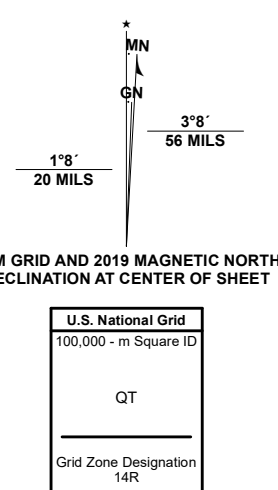 ★
MN
GN
3°8´
56 MILS
1°8´
20 MILS
M GRID AND 2019 MAGNETIC NORTH
ECLINATION AT CENTER OF SHEET
U.S. National Grid
100,000 - m Square ID
QT
Grid Zone Designation
14R